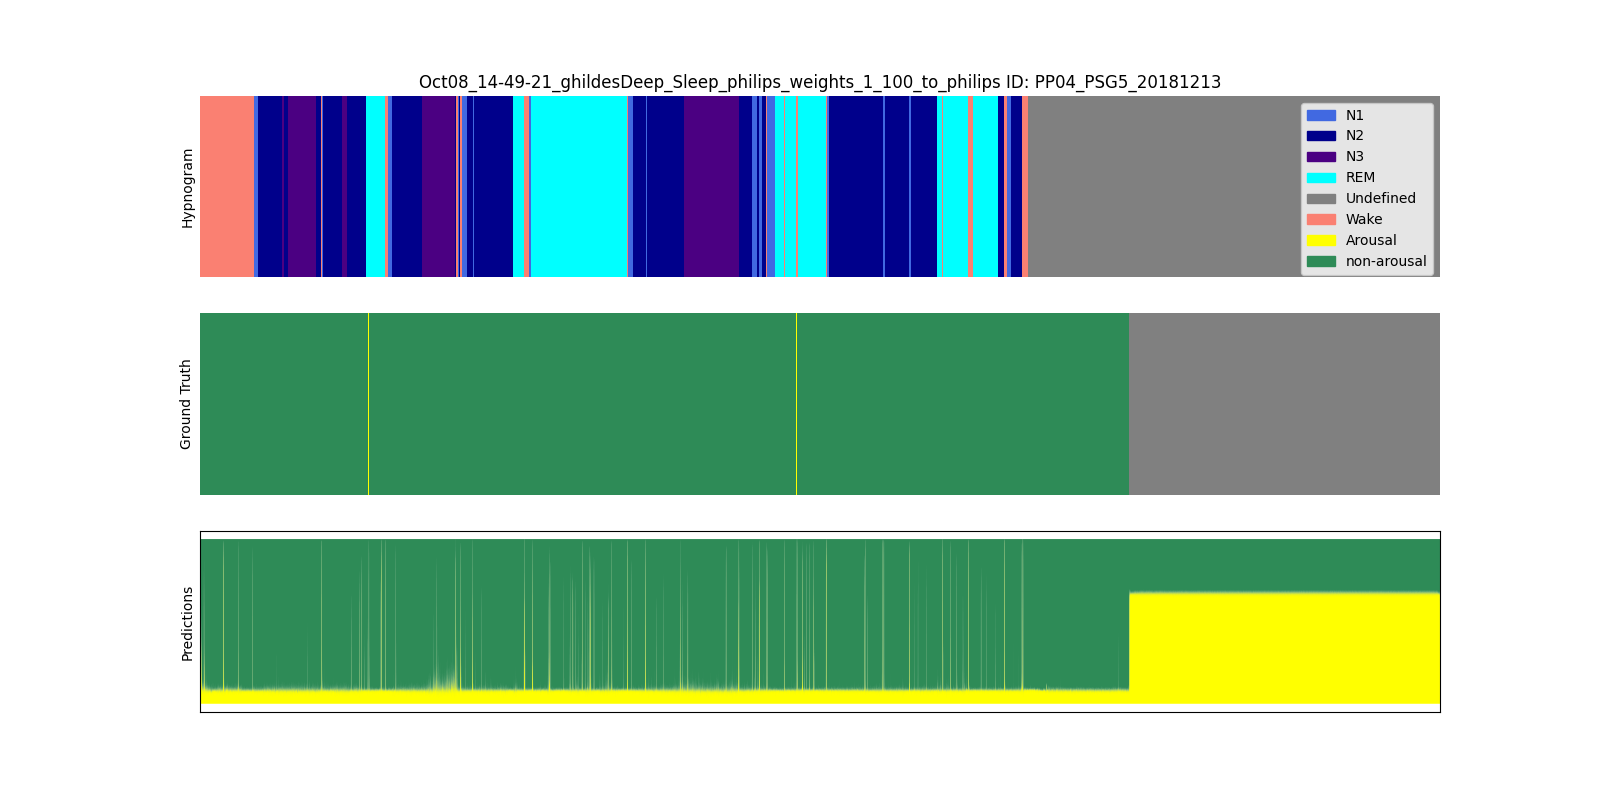 Oct08_14-49-21_ghildesDeep_Sleep_philips_weights_1_100_to_philips ID: PP04_PSG5_20181213
Hypnogram
N1
N2
N3
REM
Undefined
Wake
Arousal
non-arousal
Ground Truth
Predictions